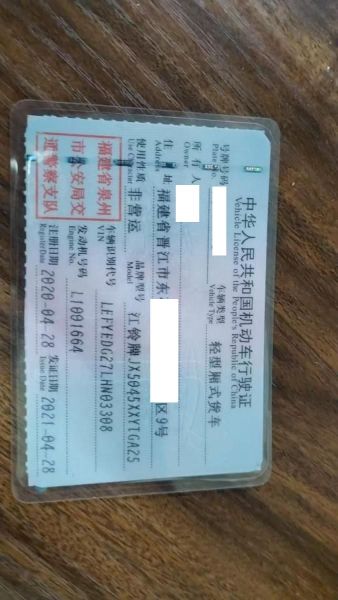 中华人民共和国机动车行驶证
Vehicle License of the People's Republic of China
号牌号码 车辆类型 轻型厢式货车
Plate No. Vehicle Type
所有人
Owner
住 址 福建省晋江市东 区9号
Address
使用性质 非营运 品牌型号 江铃牌JX5045XXYTGA25
Use Character Model
福建省泉州
市公安局交
通警察支队
车辆识别代号 LEFYEDG27LHN03308
VIN
发动机号码
Engine No.
注册日期 2020-04-28 发证日期 2021-04-28
Register Date Issue Date